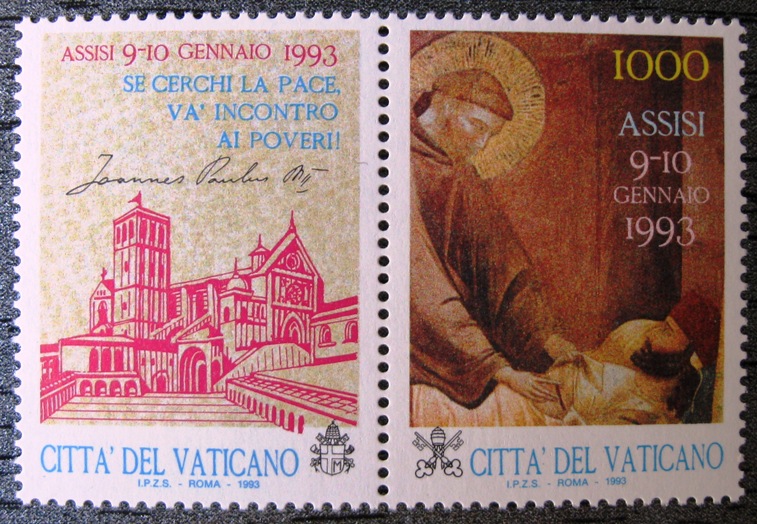 ASSISI 9-10 GENNAIO 1993
SE CERCHI LA PACE,
VA' INCONTRO
AI POVERI!
Joannes Paulus PP II
CITTA' DEL VATICANO
I.P.Z.S. - ROMA - 1993
1000
ASSISI
9-10
GENNAIO
1993
CITTA' DEL VATICANO
I.P.Z.S. - ROMA - 1993